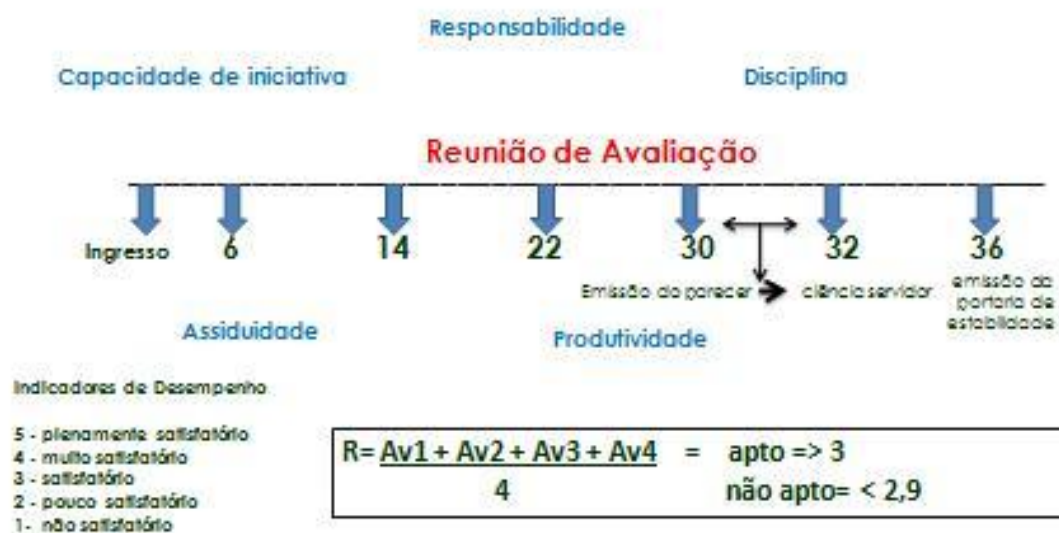 Responsabilidade
Capacidade de iniciativa
Disciplina
Reunião de Avaliação
Ingresso 6 14 22 30 32 36
Emissão do parecer ciência servidor
emissão da
portaria de
estabilidade
Assiduidade
Produtividade
Indicadores de Desempenho
5 - plenamente satisfatório
4 - muito satisfatório
3 - satisfatório
2 - pouco satisfatório
1- não satisfatório
R= Av1 + Av2 + Av3 + Av4 = apto => 3
4 não apto= < 2,9